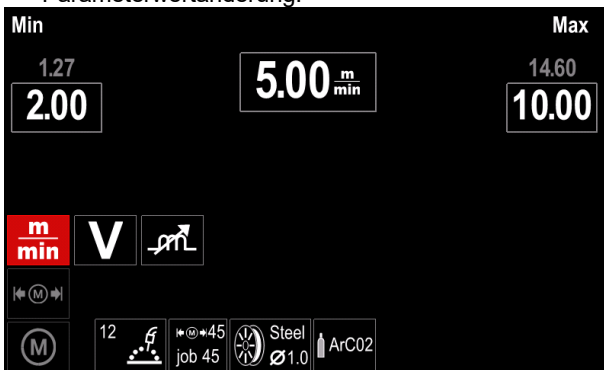 Parameterwertänderung.
Min Max
1.27 5.00 m/min 14.60
2.00 10.00
m/min V
M
M 12 M 45 job 45 Steel Ø1.0 ArC02